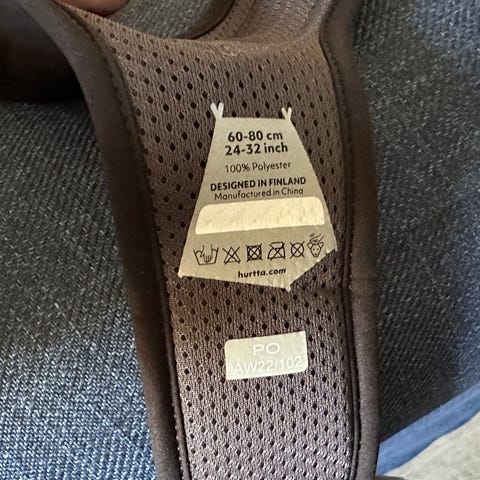 60-80 cm
24-32 inch
100% Polyester
DESIGNED IN FINLAND
Manufactured in China
hurtta.com
PO
AW22/102